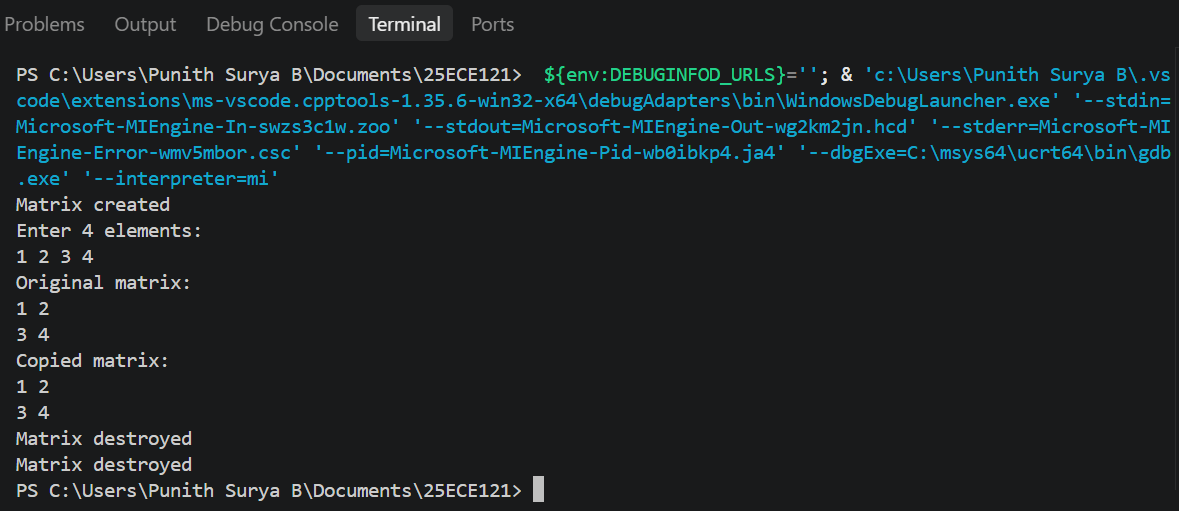 Problems Output Debug Console Terminal Ports
PS C:\Users\Punith Surya B\Documents\25ECE121>  ${env:DEBUGINFOD_URLS}=''; & 'c:\Users\Punith Surya B\.vs
code\extensions\ms-vscode.cpptools-1.35.6-win32-x64\debugAdapters\bin\WindowsDebugLauncher.exe' '--stdin=
Microsoft-MIEngine-In-swzs3c1w.zoo' '--stdout=Microsoft-MIEngine-Out-wg2km2jn.hcd' '--stderr=Microsoft-MI
Engine-Error-wmv5mbor.csc' '--pid=Microsoft-MIEngine-Pid-wb0ibkp4.ja4' '--dbgExe=C:\msys64\ucrt64\bin\gdb
.exe' '--interpreter=mi'
Matrix created
Enter 4 elements:
1 2 3 4
Original matrix:
1 2
3 4
Copied matrix:
1 2
3 4
Matrix destroyed
Matrix destroyed
PS C:\Users\Punith Surya B\Documents\25ECE121>